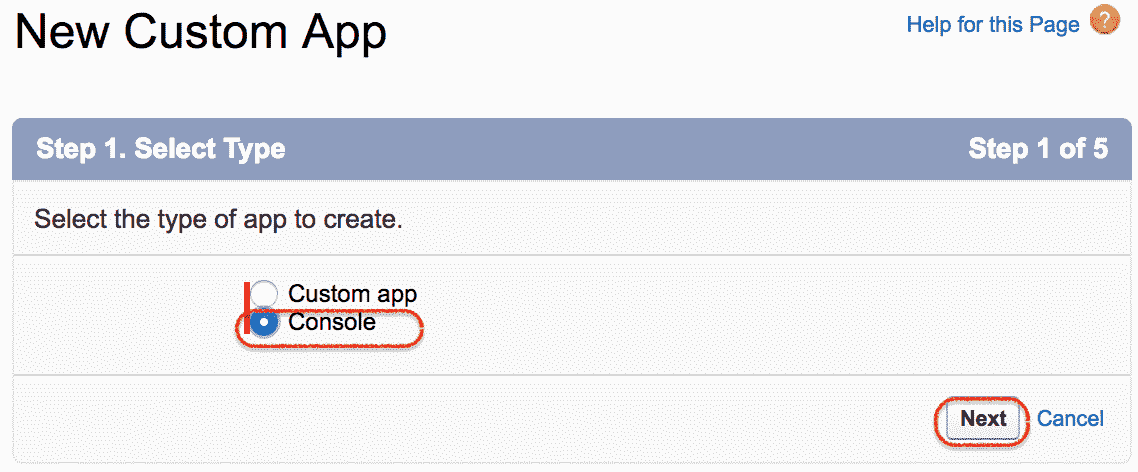 New Custom App
Help for this Page ?
Step 1. Select Type
Step 1 of 5
Select the type of app to create.
Custom app
Console
Next
Cancel